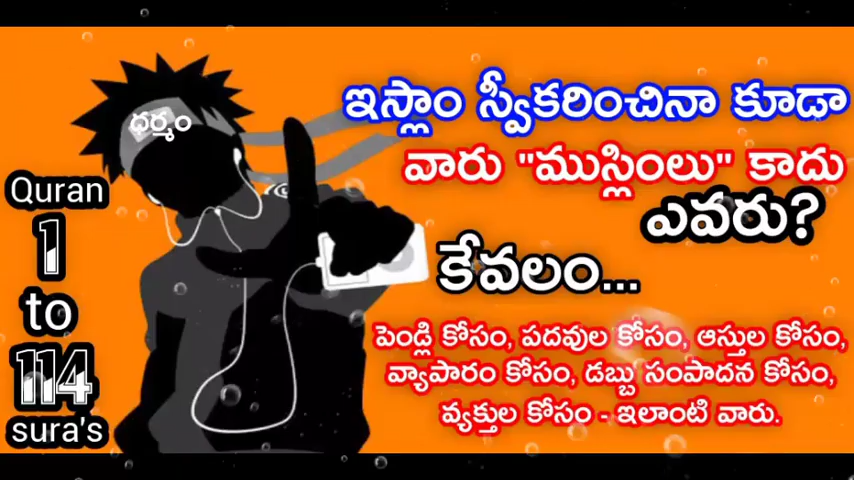 ధర్మం
Quran
1
to
114
sura's
ఇస్లాం స్వీకరించినా కూడా
వారు "ముస్లింలు" కాదు
ఎవరు?
కేవలం...
పెండ్లి కోసం, పదవుల కోసం, ఆస్తుల కోసం,
వ్యాపారం కోసం, డబ్బు సంపాదన కోసం,
వ్యక్తుల కోసం - ఇలాంటి వారు.